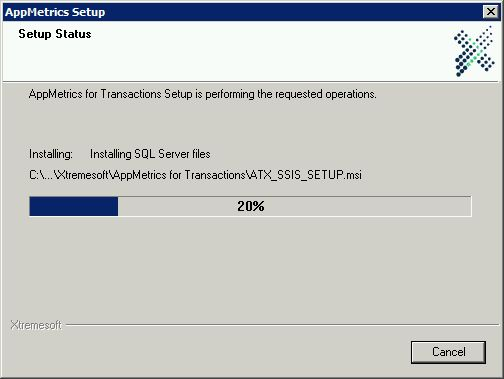 AppMetrics Setup
Setup Status
AppMetrics for Transactions Setup is performing the requested operations.
Installing: Installing SQL Server files
C:\...\Xtremesoft\AppMetrics for Transactions\ATX_SSIS_SETUP.msi
20%
Xtremesoft
Cancel